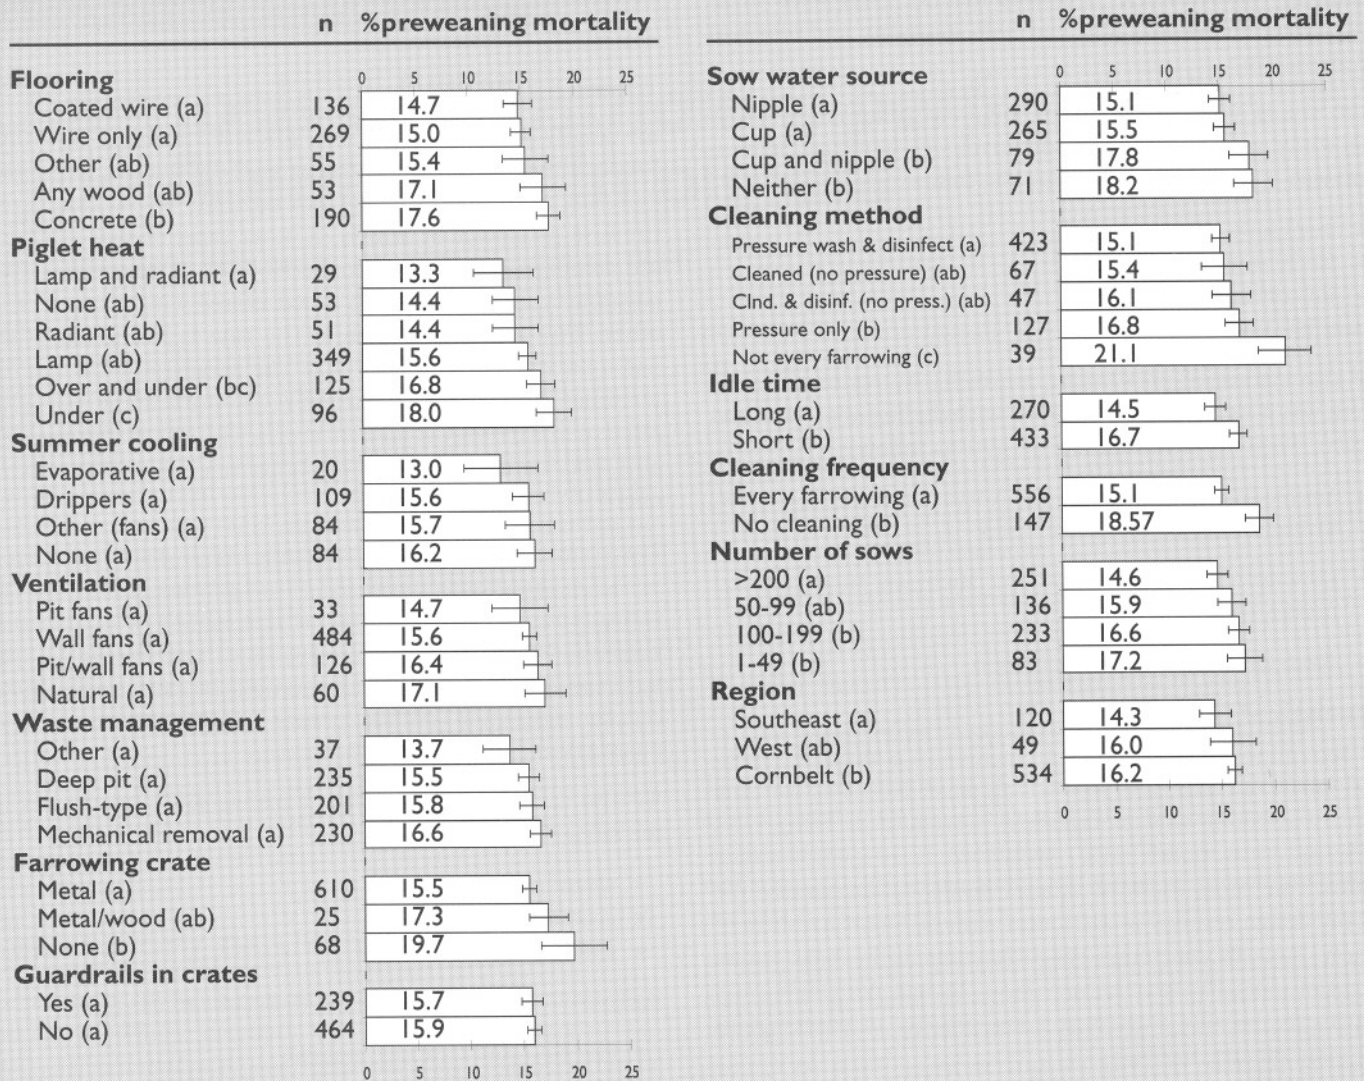 n %preweaning mortality
0 5 10 15 20 25
Flooring
Coated wire (a) 136 14.7
Wire only (a) 269 15.0
Other (ab) 55 15.4
Any wood (ab) 53 17.1
Concrete (b) 190 17.6
Piglet heat
Lamp and radiant (a) 29 13.3
None (ab) 53 14.4
Radiant (ab) 51 14.4
Lamp (ab) 349 15.6
Over and under (bc) 125 16.8
Under (c) 96 18.0
Summer cooling
Evaporative (a) 20 13.0
Drippers (a) 109 15.6
Other (fans) (a) 84 15.7
None (a) 84 16.2
Ventilation
Pit fans (a) 33 14.7
Wall fans (a) 484 15.6
Pit/wall fans (a) 126 16.4
Natural (a) 60 17.1
Waste management
Other (a) 37 13.7
Deep pit (a) 235 15.5
Flush-type (a) 201 15.8
Mechanical removal (a) 230 16.6
Farrowing crate
Metal (a) 610 15.5
Metal/wood (ab) 25 17.3
None (b) 68 19.7
Guardrails in crates
Yes (a) 239 15.7
No (a) 464 15.9
0 5 10 15 20 25
n %preweaning mortality
0 5 10 15 20 25
Sow water source
Nipple (a) 290 15.1
Cup (a) 265 15.5
Cup and nipple (b) 79 17.8
Neither (b) 71 18.2
Cleaning method
Pressure wash & disinfect (a) 423 15.1
Cleaned (no pressure) (ab) 67 15.4
Clnd. & disinf. (no press.) (ab) 47 16.1
Pressure only (b) 127 16.8
Not every farrowing (c) 39 21.1
Idle time
Long (a) 270 14.5
Short (b) 433 16.7
Cleaning frequency
Every farrowing (a) 556 15.1
No cleaning (b) 147 18.57
Number of sows
>200 (a) 251 14.6
50-99 (ab) 136 15.9
100-199 (b) 233 16.6
1-49 (b) 83 17.2
Region
Southeast (a) 120 14.3
West (ab) 49 16.0
Cornbelt (b) 534 16.2
0 5 10 15 20 25